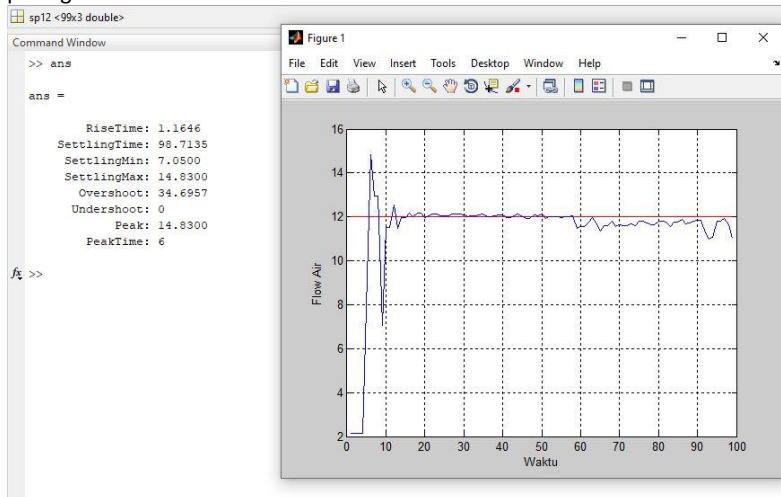 sp12 <99x3 double>
Command Window
>> ans
ans =
RiseTime: 1.1646
SettlingTime: 98.7135
SettlingMin: 7.0500
SettlingMax: 14.8300
Overshoot: 34.6957
Undershoot: 0
Peak: 14.8300
PeakTime: 6
fx >>
Figure 1
File Edit View Insert Tools Desktop Window Help
16
14
12
10
8
6
4
2
Flow Air
0 10 20 30 40 50 60 70 80 90 100
Waktu